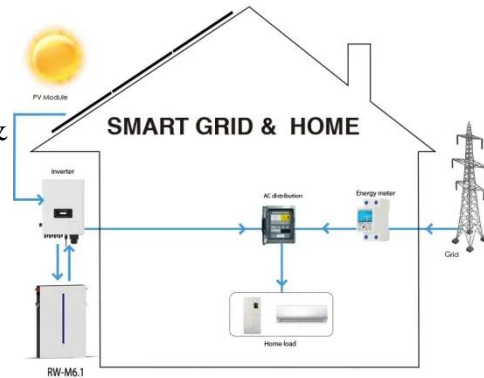 PV Module
&
SMART GRID & HOME
Inverter
AC distribution
Energy meter
Grid
Home load
RW-M6.1